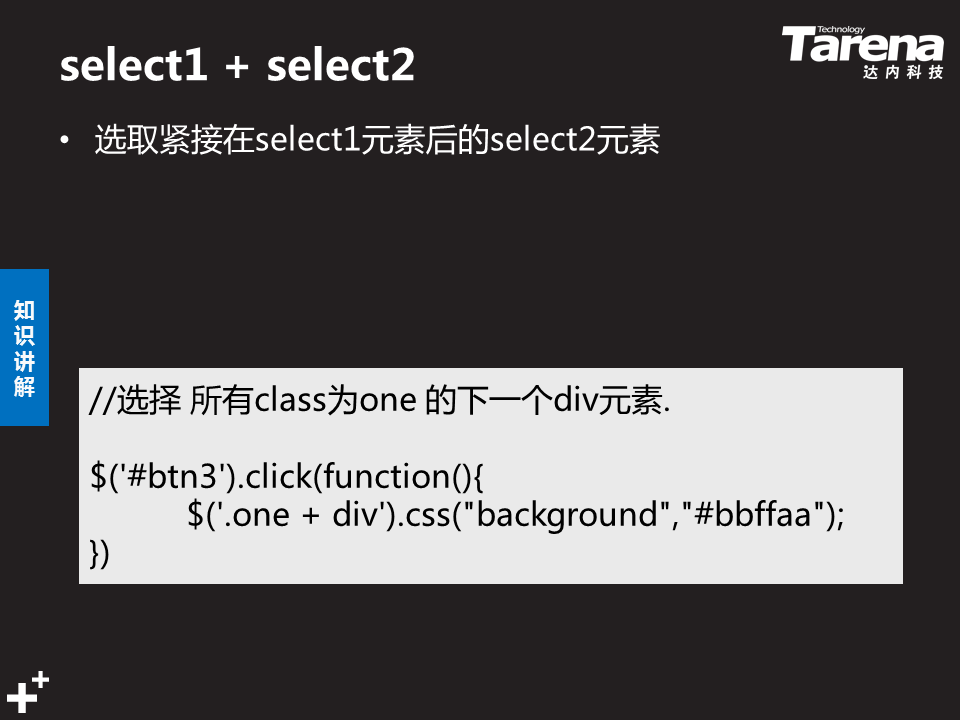 select1 + select2
Technology
Tarena
达内科技
• 选取紧接在select1元素后的select2元素
知
识
讲
解
//选择 所有class为one 的下一个div元素.
$('#btn3').click(function(){
$('.one + div').css("background","#bbffaa");
})